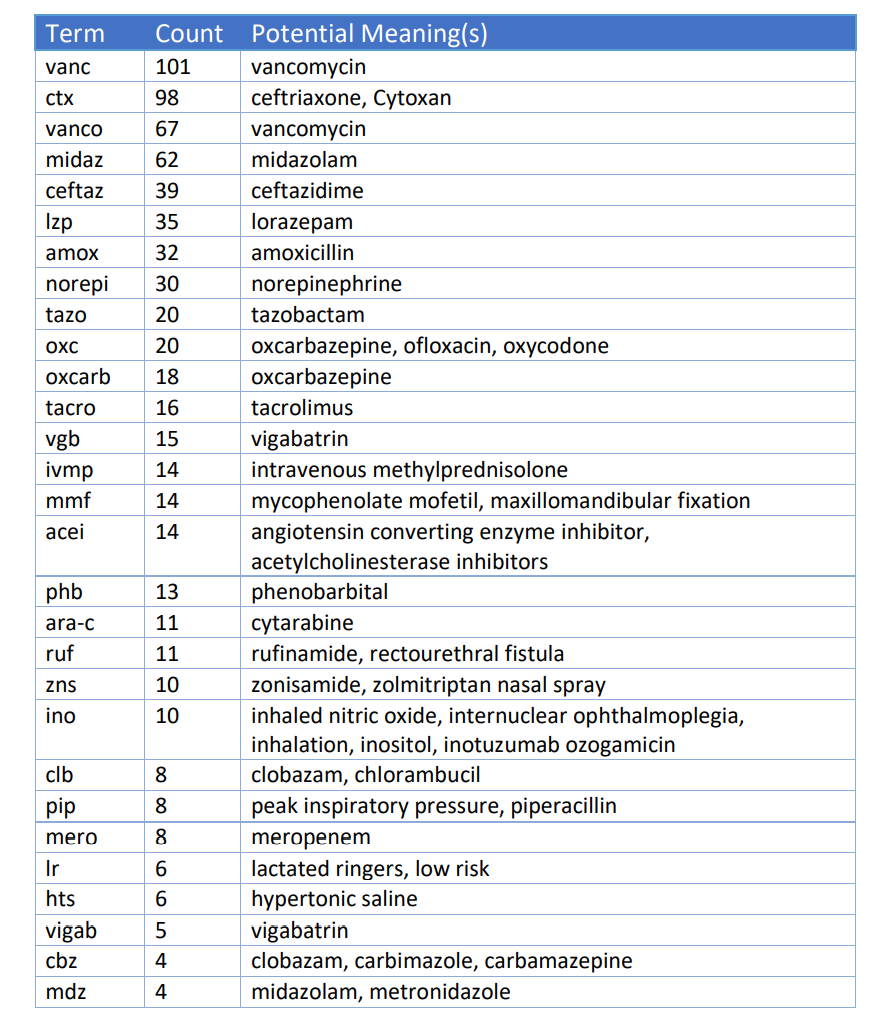 Term Count Potential Meaning(s)
vanc 101 vancomycin
ctx 98 ceftriaxone, Cytoxan
vanco 67 vancomycin
midaz 62 midazolam
ceftaz 39 ceftazidime
lzp 35 lorazepam
amox 32 amoxicillin
norepi 30 norepinephrine
tazo 20 tazobactam
oxc 20 oxcarbazepine, ofloxacin, oxycodone
oxcarb 18 oxcarbazepine
tacro 16 tacrolimus
vgb 15 vigabatrin
ivmp 14 intravenous methylprednisolone
mmf 14 mycophenolate mofetil, maxillomandibular fixation
acei 14 angiotensin converting enzyme inhibitor,
acetylcholinesterase inhibitors
phb 13 phenobarbital
ara-c 11 cytarabine
ruf 11 rufinamide, rectourethral fistula
zns 10 zonisamide, zolmitriptan nasal spray
ino 10 inhaled nitric oxide, internuclear ophthalmoplegia,
inhalation, inositol, inotuzumab ozogamicin
clb 8 clobazam, chlorambucil
pip 8 peak inspiratory pressure, piperacillin
mero 8 meropenem
lr 6 lactated ringers, low risk
hts 6 hypertonic saline
vigab 5 vigabatrin
cbz 4 clobazam, carbimazole, carbamazepine
mdz 4 midazolam, metronidazole